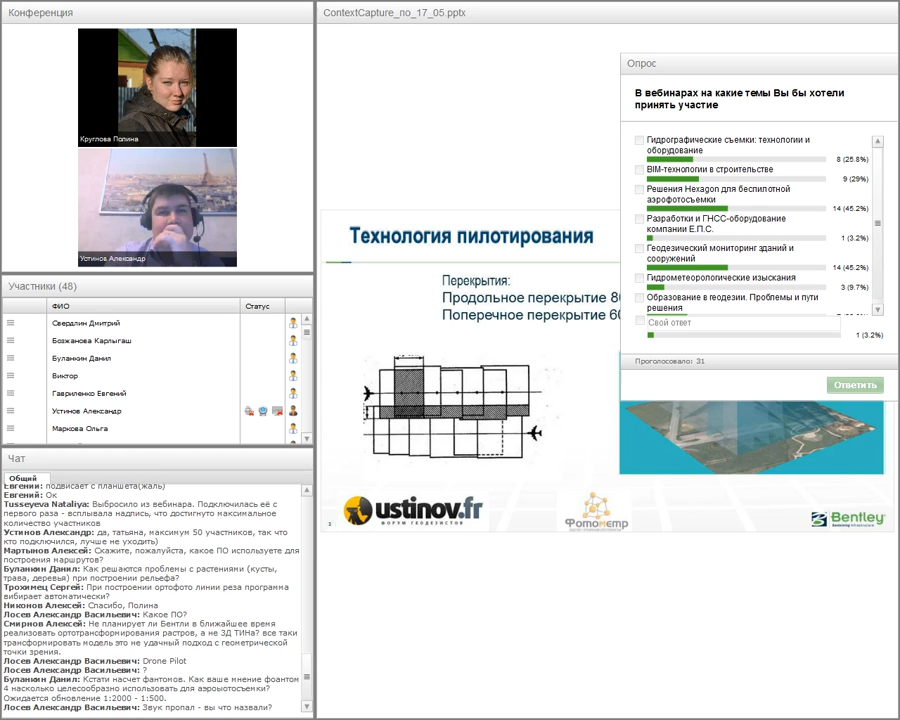 Конференция
Круглова Полина
Устинов Александр
Участники (48)
ФИО
Статус
Свердлин Дмитрий
Божанова Карлыгаш
Буланкин Данил
Виктор
Гавриленко Евгений
Устинов Александр
Маркова Ольга
Чат
Общий
Евгений: подвисает с планшета(жаль)
Евгений: Ок
Tusseyeva Nataliya: Выбросило из вебинара. Подключилась её с
первого раза - всплывала надпись, что достигнуто максимальное
количество участников
Устинов Александр: да, татьяна, максимум 50 участников, так что
кто подключился, лучше не уходить)
Мартынов Алексей: Скажите, пожалуйста, какое ПО используете для
построения маршрутов?
Буланкин Данил: Как решаются проблемы с растениями (кусты,
трава, деревья) при построении рельефа?
Трохимец Сергей: При построении ортофото линии реза программа
вибирает автоматически?
Никонов Алексей: Спасибо, Полина
Лосев Александр Васильевич: Какое ПО?
Смирнов Алексей: Не планирует ли Бентли в ближайшее время
реализовать ортотрансформирования растров, а не 3Д ТИНа? все таки
трансформировать модель это не удачный подход с геометрической
точки зрения.
Лосев Александр Васильевич: Drone Pilot
Лосев Александр Васильевич: ?
Буланкин Данил: Кстати насчет фантомов. Как ваше мнение фоантом
4 насколько целесообразно использовать для аэроыотосъемки?
Ожидается обновление 1:2000 - 1:500.
Лосев Александр Васильевич: Звук пропал - вы что назвали?
ContextCapture_по_17_05.pptx
Технология пилотирования
Перекрытия:
Продольное перекрытие 80
Поперечное перекрытие 60
3
ustinov.fr
ФОРУМ ГЕОДЕЗИСТОВ
Фотометр
Bentley
Sustaining Infrastructure
Опрос
В вебинарах на какие темы Вы бы хотели
принять участие
Гидрографические съемки: технологии и
оборудование
8 (25.8%)
BIM-технологии в строительстве
9 (29%)
Решения Hexagon для беспилотной
аэрофотосъемки
14 (45.2%)
Разработки и ГНСС-оборудование
компании Е.П.С.
1 (3.2%)
Геодезический мониторинг зданий и
сооружений
14 (45.2%)
Гидрометеорологические изыскания
3 (9.7%)
Образование в геодезии. Проблемы и пути
решения
Свой ответ
1 (3.2%)
Проголосовало: 31
Ответить